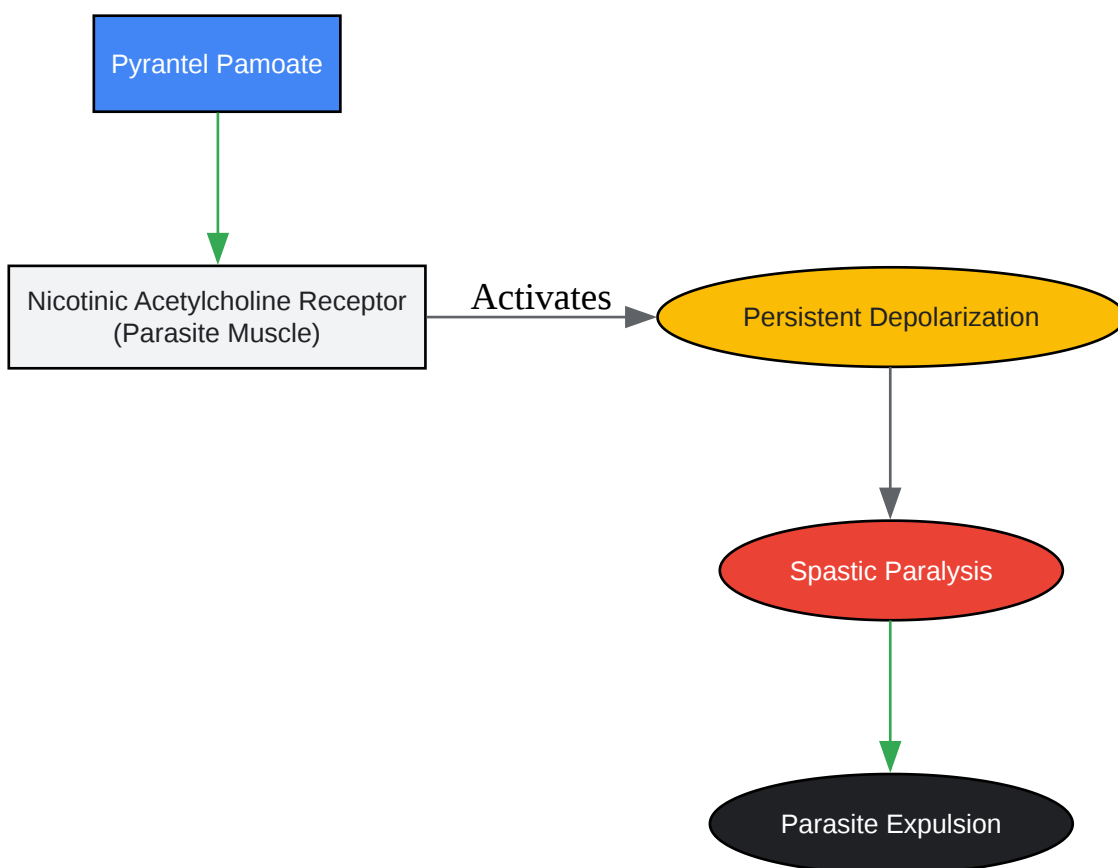 Pyrantel Pamoate
Nicotinic Acetylcholine Receptor
(Parasite Muscle)
Activates
Persistent Depolarization
Spastic Paralysis
Parasite Expulsion